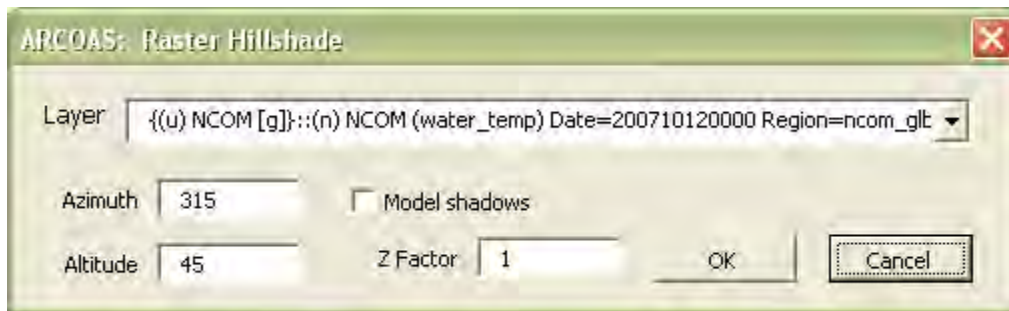 ARCOAS: Raster Hillshade
Layer {(u) NCOM [g]}::(n) NCOM (water_temp) Date=200710120000 Region=ncom_glb
Azimuth 315 Model shadows
Altitude 45 Z Factor 1 OK Cancel